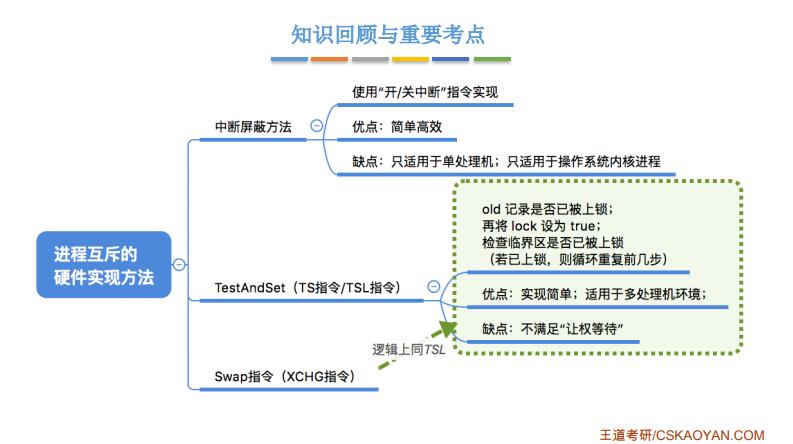 知识回顾与重要考点
使用“开/关中断”指令实现
中断屏蔽方法
优点：简单高效
缺点：只适用于单处理机；只适用于操作系统内核进程
old 记录是否已被上锁；
再将 lock 设为 true；
检查临界区是否已被上锁
（若已上锁，则循环重复前几步）
进程互斥的
硬件实现方法
TestAndSet（TS指令/TSL指令）
优点：实现简单；适用于多处理机环境；
缺点：不满足“让权等待”
逻辑上同TSL
Swap指令（XCHG指令）
王道考研/CSKAOYAN.COM